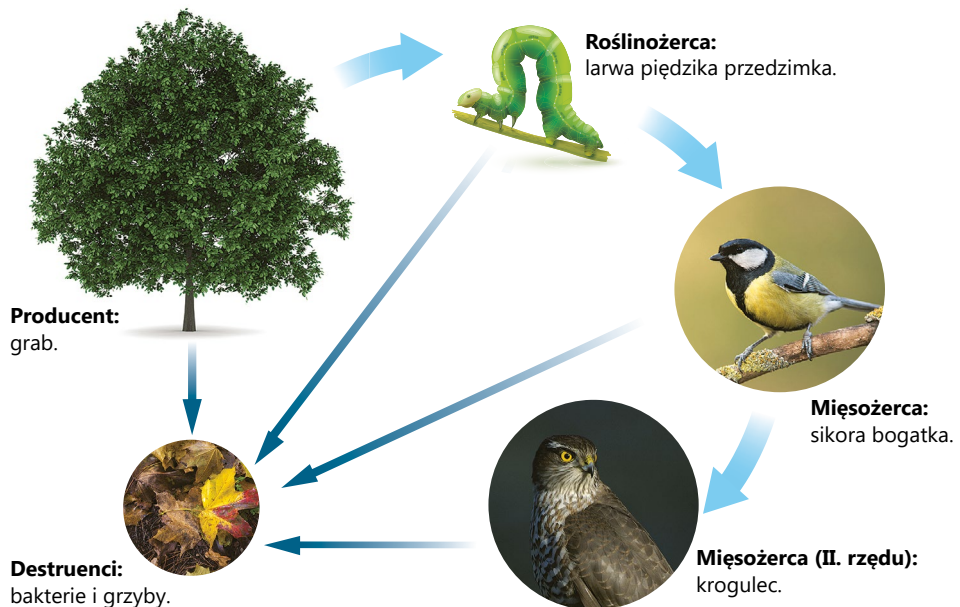 Roślinożerca:
larwa piędzika przedzimka.
Producent:
grab.
Mięsożerca:
sikora bogatka.
Mięsożerca (II. rzędu):
krogulec.
Destruenci:
bakterie i grzyby.